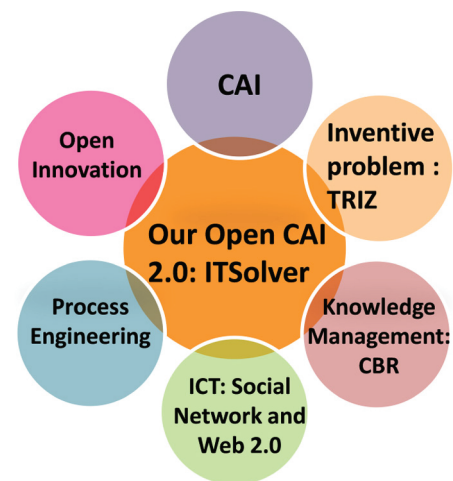 CAI
Open
Innovation
Inventive
problem :
TRIZ
Our Open CAI
2.0: ITSolver
Process
Engineering
Knowledge
Management:
CBR
ICT: Social
Network and
Web 2.0